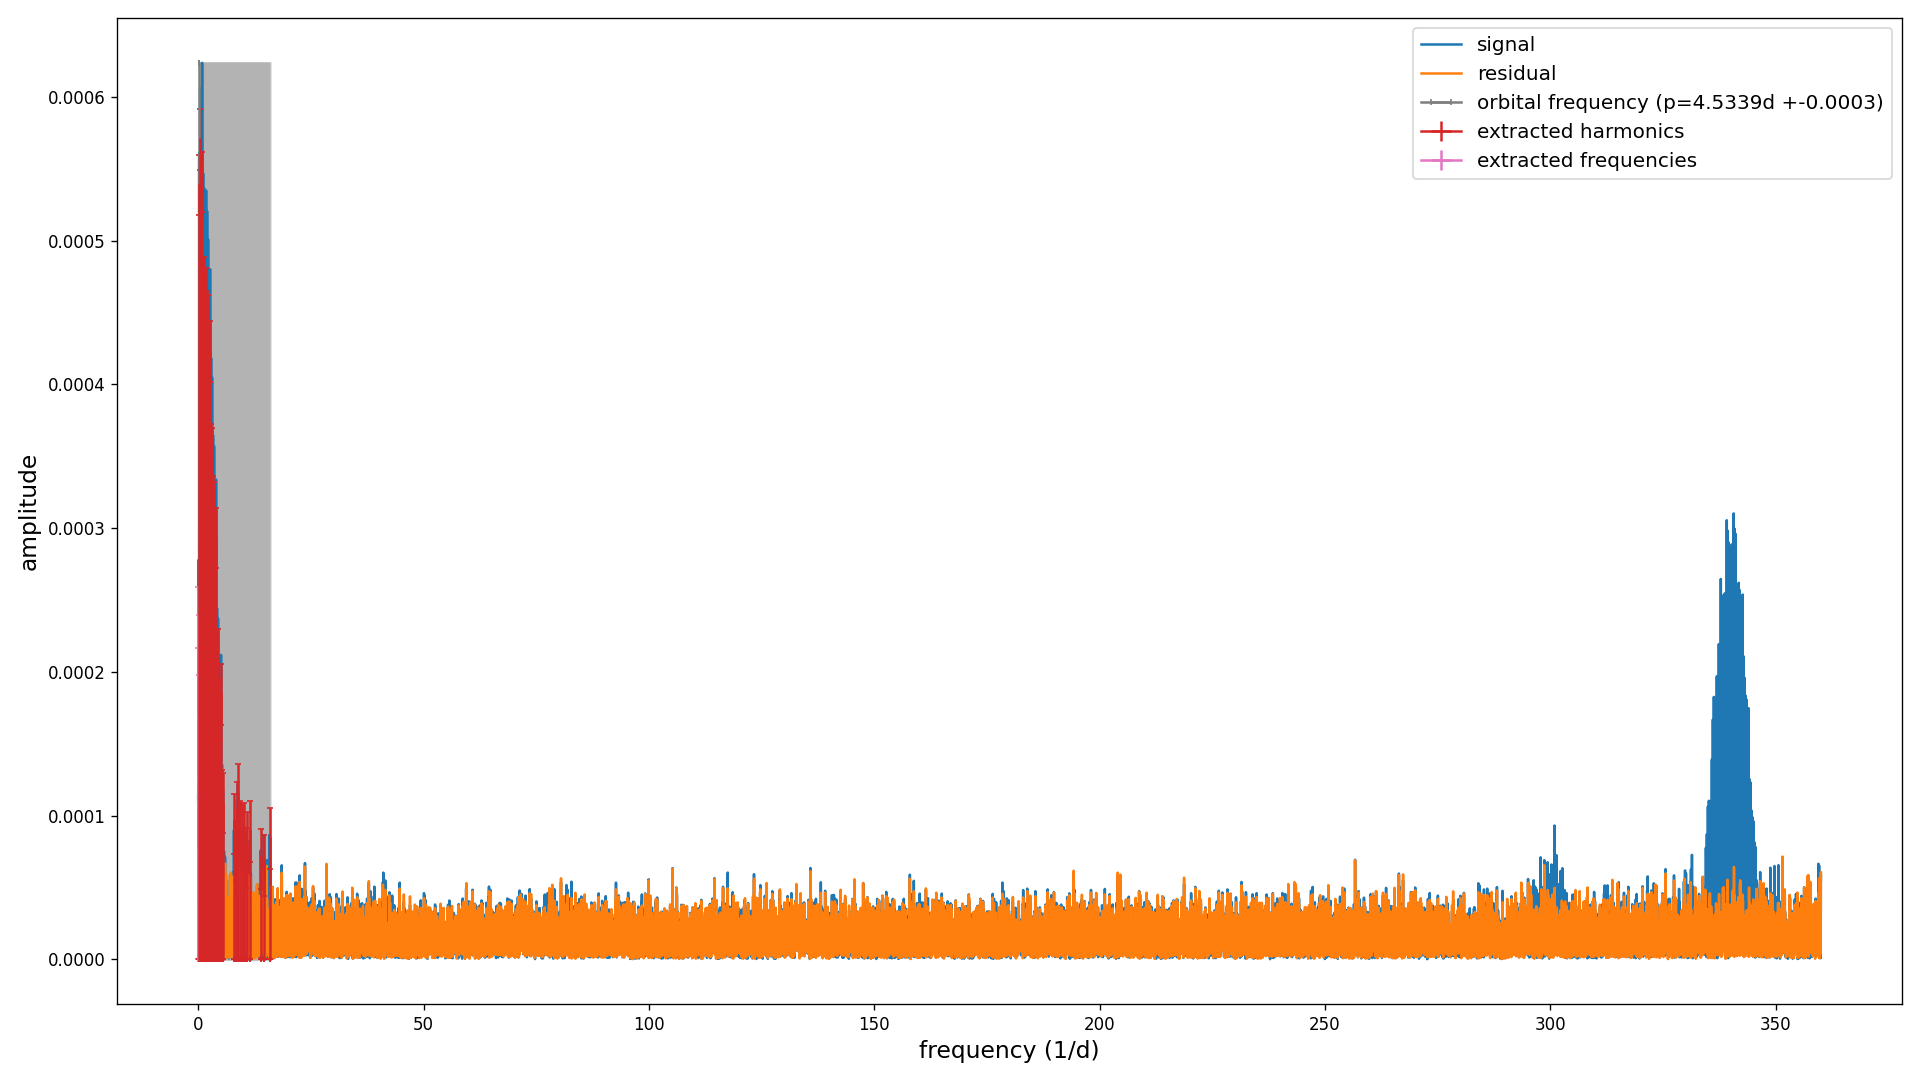 signal
residual
orbital frequency (p=4.5339d +-0.0003)
extracted harmonics
extracted frequencies
0.0006
0.0005
0.0004
0.0003
0.0002
0.0001
0.0000
amplitude
0 50 100 150 200 250 300 350
frequency (1/d)